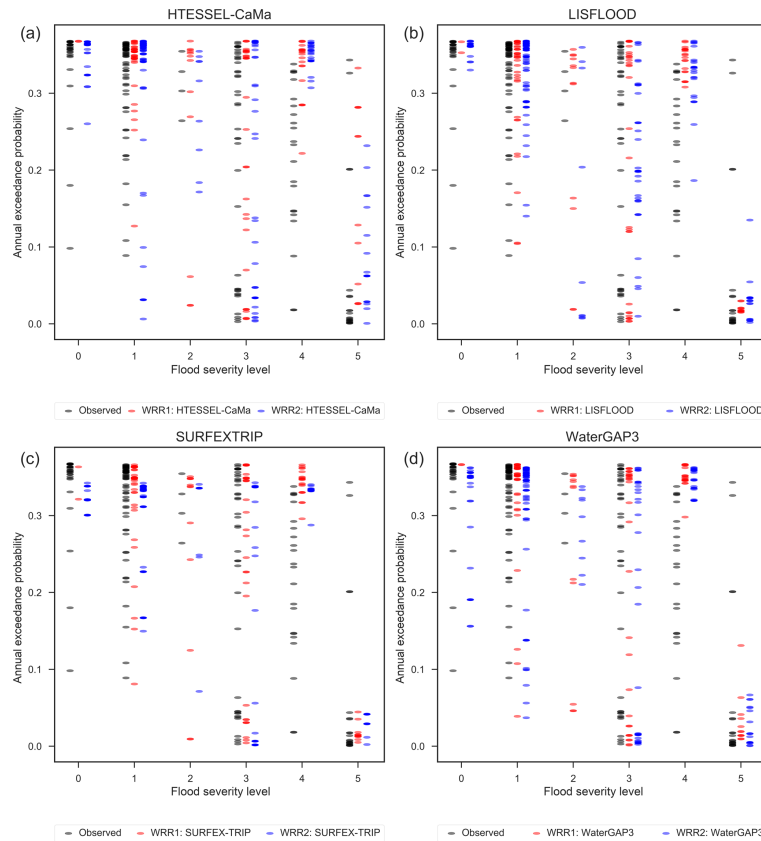 HTESSEL-CaMa
(a)
Annual exceedance probability
0.3
0.2
0.1
0.0
0 1 2 3 4 5
Flood severity level
Observed WRR1: HTESSEL-CaMa WRR2: HTESSEL-CaMa
LISFLOOD
(b)
Annual exceedance probability
0.3
0.2
0.1
0.0
0 1 2 3 4 5
Flood severity level
Observed WRR1: LISFLOOD WRR2: LISFLOOD
SURFEXTRIP
(c)
Annual exceedance probability
0.3
0.2
0.1
0.0
0 1 2 3 4 5
Flood severity level
Observed WRR1: SURFEX-TRIP WRR2: SURFEX-TRIP
WaterGAP3
(d)
Annual exceedance probability
0.3
0.2
0.1
0.0
0 1 2 3 4 5
Flood severity level
Observed WRR1: WaterGAP3 WRR2: WaterGAP3